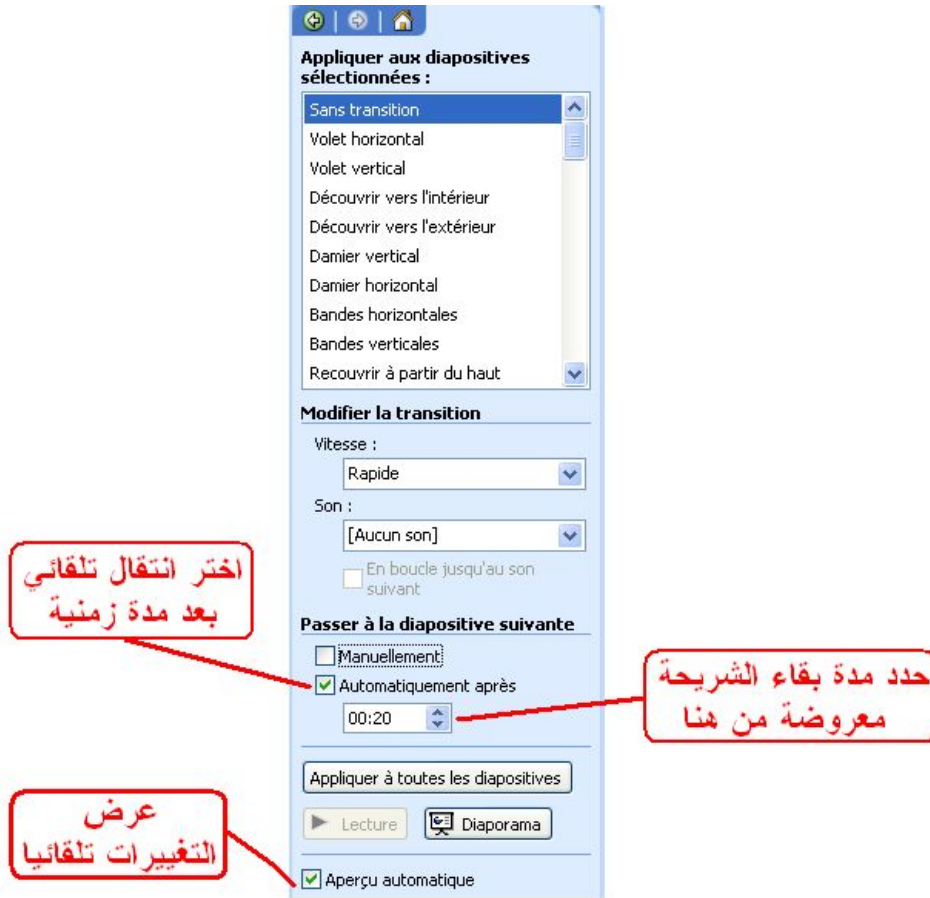 Appliquer aux diapositives
sélectionnées :
Sans transition
Volet horizontal
Volet vertical
Découvrir vers l'intérieur
Découvrir vers l'extérieur
Damier vertical
Damier horizontal
Bandes horizontales
Bandes verticales
Recouvrir à partir du haut
Modifier la transition
Vitesse :
Rapide
Son :
[Aucun son]
En boucle jusqu'au son
suivant
اختر انتقال تلقائي
بعد مدة زمنية
Passer à la diapositive suivante
Manuellement
Automatiquement après
00:20
حدد مدة بقاء الشريحة
معروضة من هنا
Appliquer à toutes les diapositives
Lecture
Diaporama
عرض
التغييرات تلقائيا
Aperçu automatique